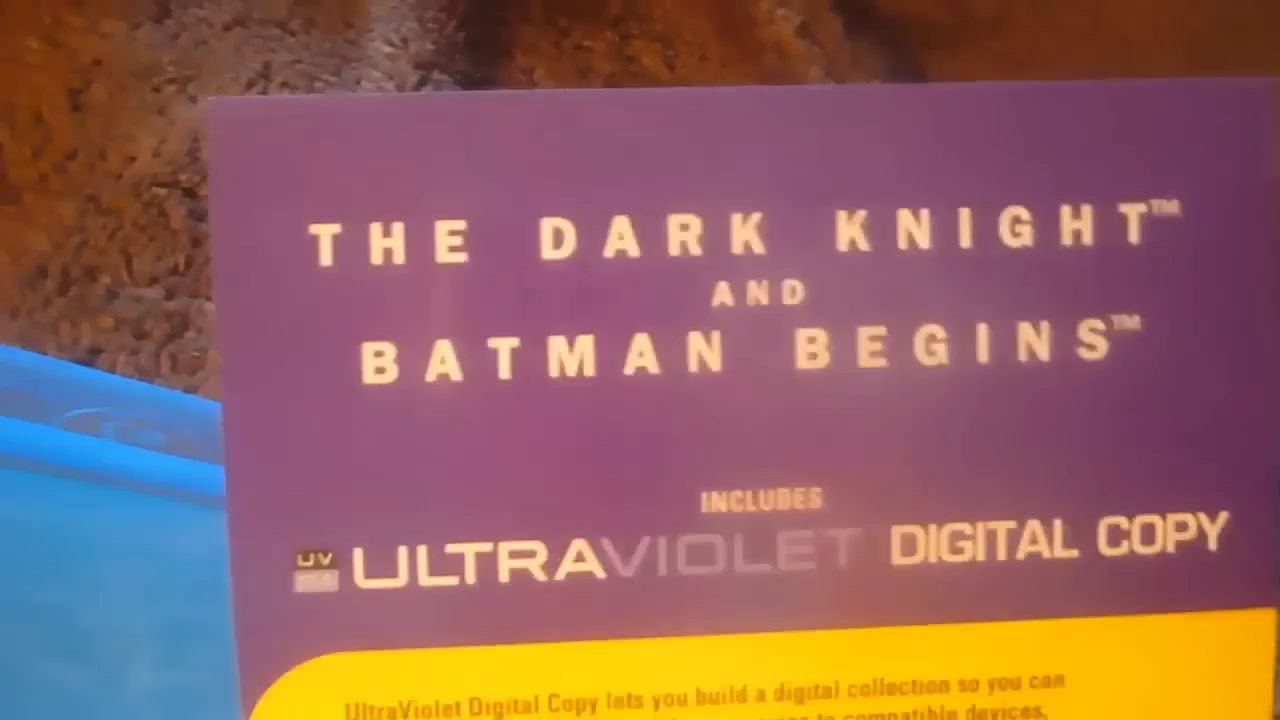 THE DARK KNIGHT™
AND
BATMAN BEGINS™
INCLUDES
UV ULTRAVIOLET DIGITAL COPY
UltraViolet Digital Copy lets you build a digital collection so you can
to compatible devices,